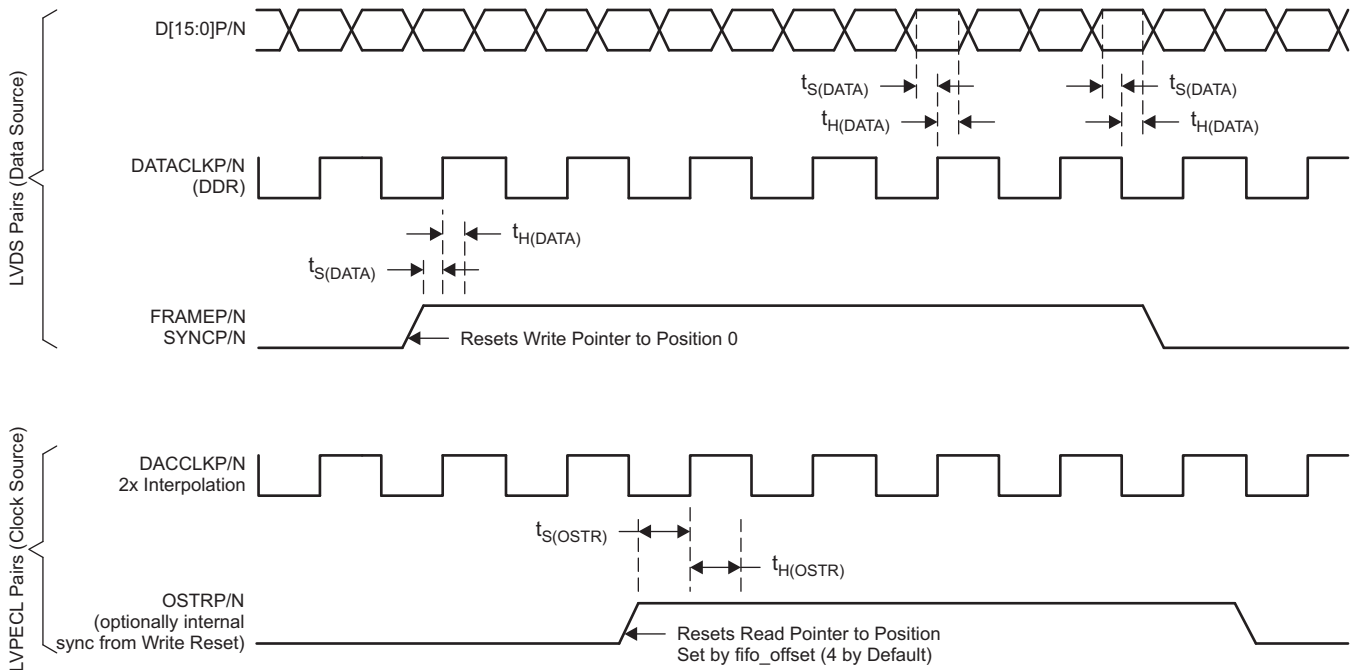 LVDS Pairs (Data Source)
D[15:0]P/N
tS(DATA)
tS(DATA)
tH(DATA)
tH(DATA)
DATACLKP/N
(DDR)
tH(DATA)
tS(DATA)
FRAMEP/N
SYNCP/N
Resets Write Pointer to Position 0
LVPECL Pairs (Clock Source)
DACCLKP/N
2x Interpolation
tS(OSTR)
tH(OSTR)
OSTRP/N
(optionally internal
sync from Write Reset)
Resets Read Pointer to Position
Set by fifo_offset (4 by Default)